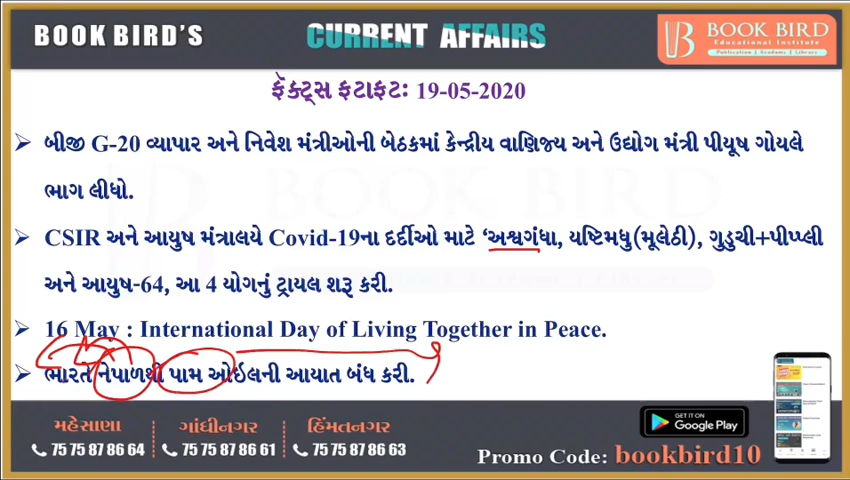 BOOK BIRD'S
CURRENT AFFAIRS
BOOK BIRD
Educational Institute
Publication | Academy | Library
ફૅક્ટ્સ ફટાફટઃ 19-05-2020
➢ બીજી G-20 વ્યાપાર અને નિવેશ મંત્રીઓની બેઠકમાં કેન્દ્રીય વાણિજ્ય અને ઉદ્યોગ મંત્રી પીયૂષ ગોયલે
ભાગ લીધો.
➢ CSIR અને આયુષ મંત્રાલયે Covid-19ના દર્દીઓ માટે ‘અશ્વગંધા, યષ્ટિમધુ(મૂલેઠી), ગુડુચી+પીપ્પ્લી
અને આયુષ-64, આ 4 યોગનું ટ્રાયલ શરૂ કરી.
➢ 16 May : International Day of Living Together in Peace.
➢ ભારતે નેપાળથી પામ ઓઇલની આયાત બંધ કરી.
મહેસાણા
75 75 87 86 64
ગાંધીનગર
75 75 87 86 61
હિંમતનગર
75 75 87 86 63
GET IT ON
Google Play
Promo Code: bookbird10